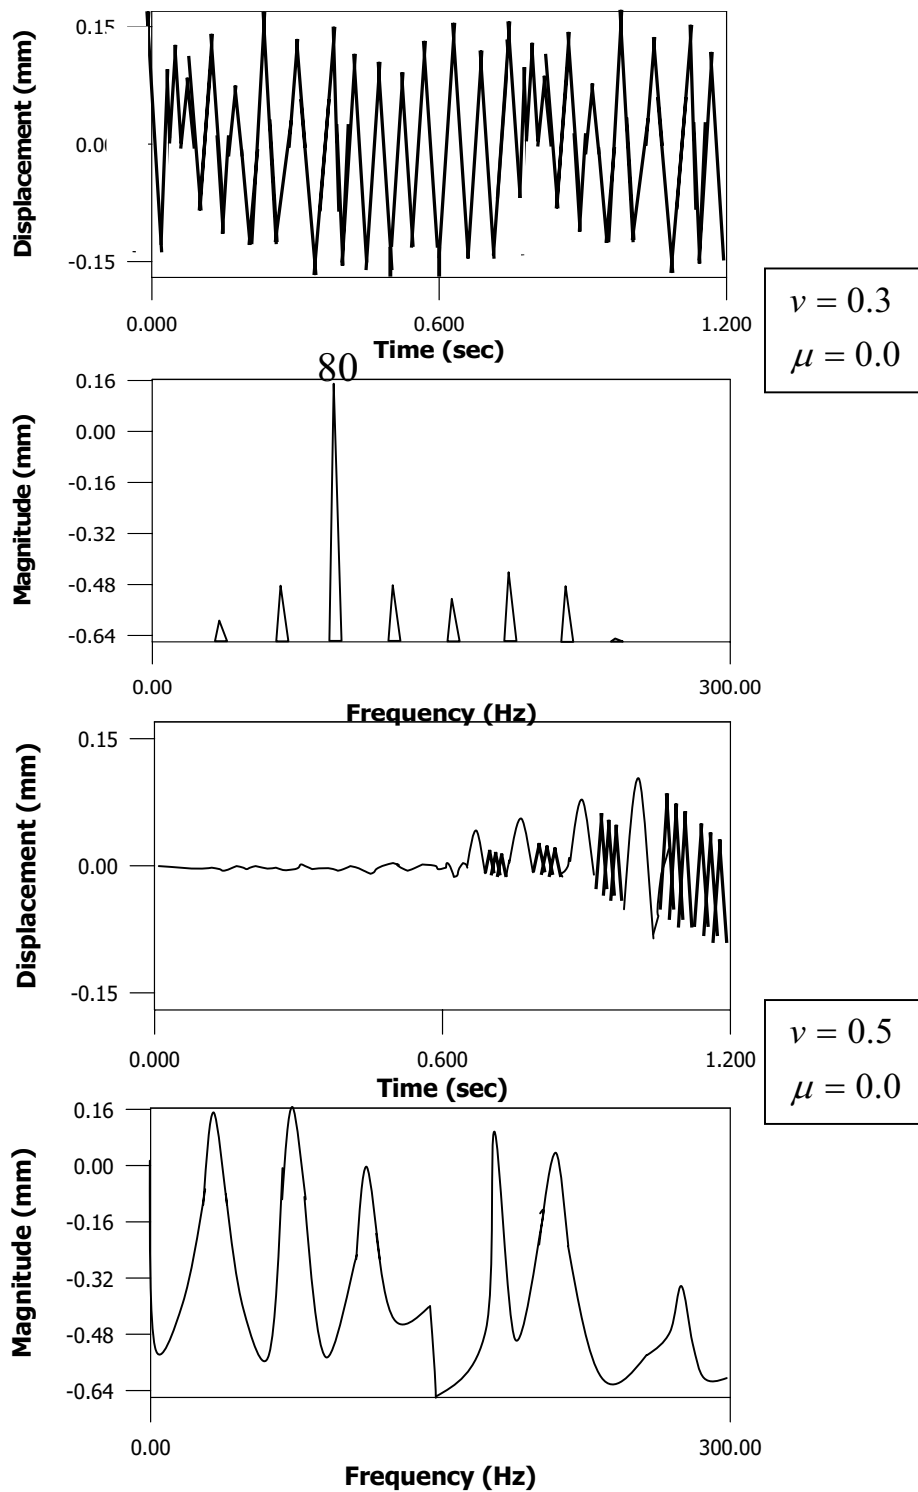 0.15
0.0
-0.15
Displacement (mm)
0.000 0.600 1.200
Time (sec)
ν = 0.3
μ = 0.0
80
0.16
0.00
-0.16
-0.32
-0.48
-0.64
Magnitude (mm)
0.00 300.00
Frequency (Hz)
0.15
0.00
-0.15
Displacement (mm)
0.000 0.600 1.200
Time (sec)
ν = 0.5
μ = 0.0
0.16
0.00
-0.16
-0.32
-0.48
-0.64
Magnitude (mm)
0.00 300.00
Frequency (Hz)